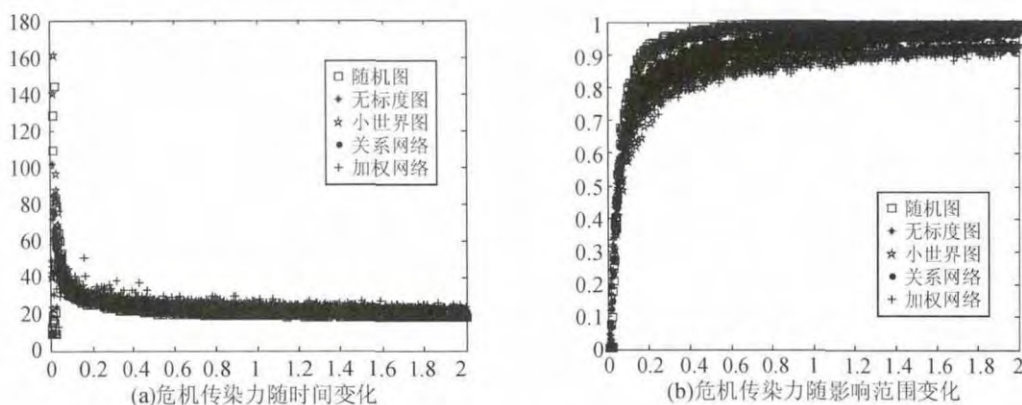 180
160
140
120
100
80
60
40
20
0
0 0.2 0.4 0.6 0.8 1 1.2 1.4 1.6 1.8 2
随机图
无标度图
小世界图
关系网络
加权网络
(a)危机传染力随时间变化
1
0.9
0.8
0.7
0.6
0.5
0.4
0.3
0.2
0.1
0
0 0.2 0.4 0.6 0.8 1 1.2 1.4 1.6 1.8 2
随机图
无标度图
小世界图
关系网络
加权网络
(b)危机传染力随影响范围变化